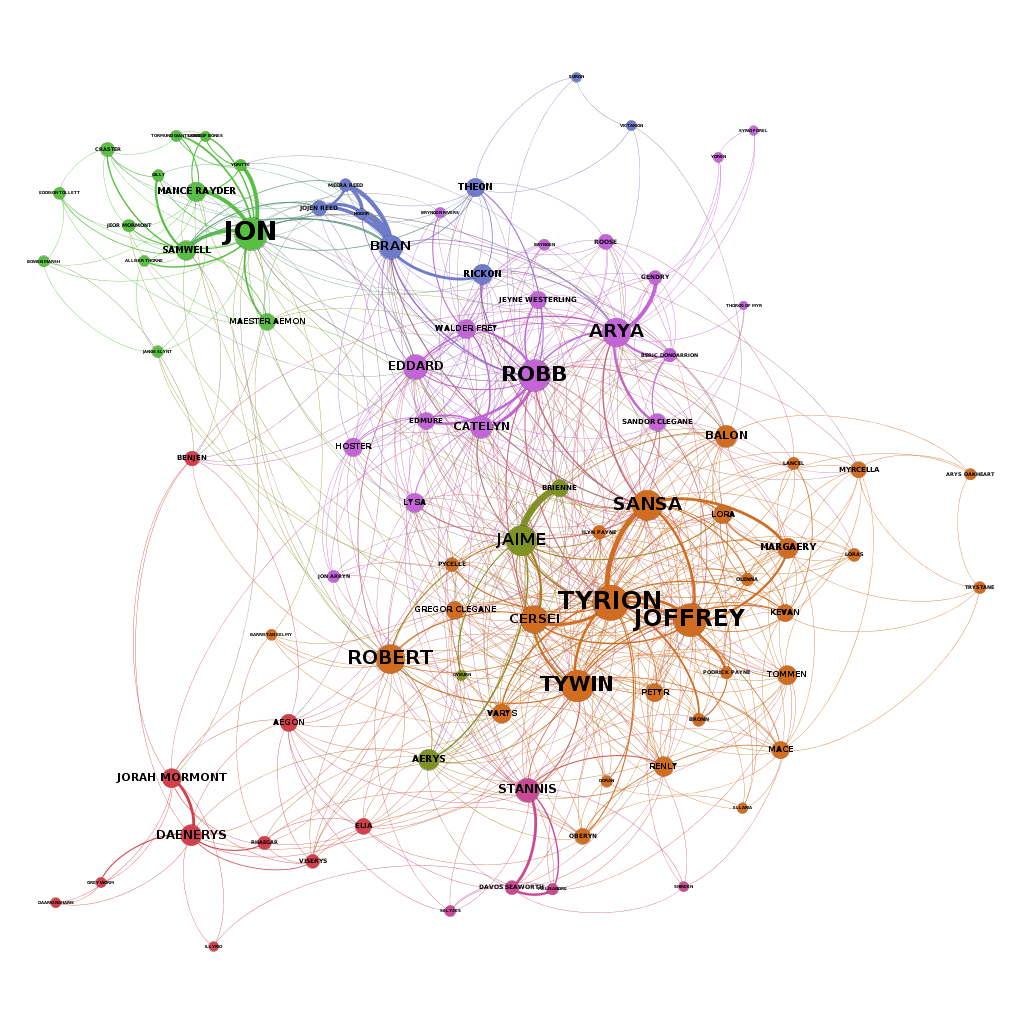 EURON
VICTARION
SYRIO FOREL
TORMUND GIANTSBANE
CRASTER
YOREN
YGRITTE
GILLY
MEERA REED
THEON
MANCE RAYDER
EDDISON TOLLETT
JOJEN REED
HODOR
BRYNDEN RIVERS
JEOR MORMONT
JON
SAMWELL
BRAN
BRYNDEN
ROOSE
ALLISER THORNE
BOWEN MARSH
RICKON
GENDRY
JEYNE WESTERLING
THOROS OF MYR
MAESTER AEMON
WALDER FREY
ARYA
JANOS SLYNT
BERIC DONDARRION
EDDARD
ROBB
EDMURE
CATELYN
SANDOR CLEGANE
BALON
HOSTER
BENJEN
LANCEL
MYRCELLA
ARYS OAKHEART
BRIENNE
LYSA
SANSA
LORA
ILYN PAYNE
JAIME
MARGAERY
LORAS
PYCELLE
JON ARRYN
OLENNA
TRYSTANE
TYRION
GREGOR CLEGANE
CERSEI
JOFFREY
KEVAN
BARRISTAN SELMY
ROBERT
QYBURN
PODRICK PAYNE
TOMMEN
TYWIN
PETYR
VARYS
BRONN
AEGON
MACE
AERYS
RENLY
JORAH MORMONT
DORAN
STANNIS
ELLARIA
ELIA
DAENERYS
RHAEGAR
OBERYN
VISERYS
GREY WORM
DAVOS SEAWORTH
MELISANDRE
SHIREEN
DAARIO NAHARIS
SELYSES
ILLYRIO